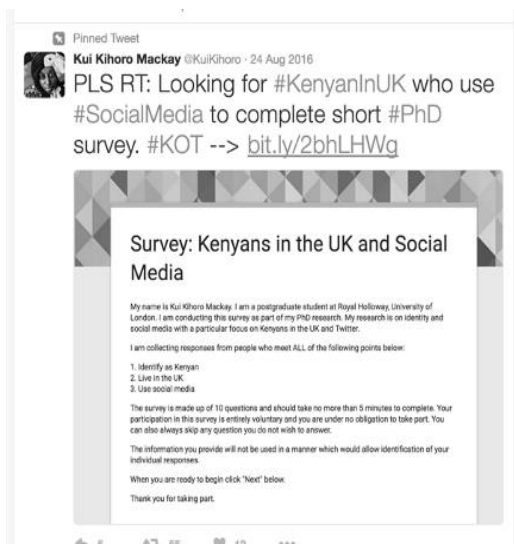 Pinned Tweet
Kui Kihoro Mackay @KuiKihoro · 24 Aug 2016
PLS RT: Looking for #KenyanInUK who use
#SocialMedia to complete short #PhD
survey. #KOT --> bit.ly/2bhLHWg
Survey: Kenyans in the UK and Social
Media
My name is Kui Kihoro Mackay. I am a postgraduate student at Royal Holloway, University of
London. I am conducting this survey as part of my PhD research. My research is on identity and
social media with a particular focus on Kenyans in the UK and Twitter.
I am collecting responses from people who meet ALL of the following points below:
1. Identify as Kenyan
2. Live in the UK
3. Use social media
The survey is made up of 10 questions and should take no more than 5 minutes to complete. Your
participation in this survey is entirely voluntary and you are under no obligation to take part. You
can also always skip any question you do not wish to answer.
The information you provide will not be used in a manner which would allow identification of your
individual responses.
When you are ready to begin click "Next" below.
Thank you for taking part.